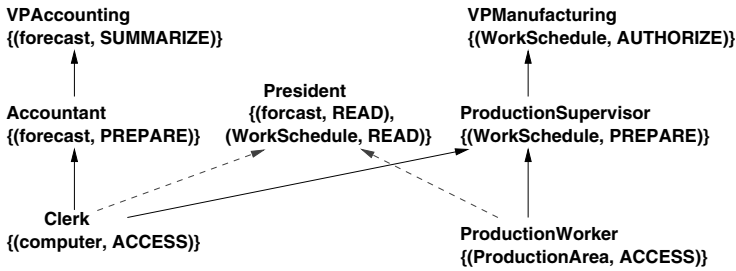 VPAccounting
{(forecast, SUMMARIZE)}
VPManufacturing
{(WorkSchedule, AUTHORIZE)}
President
{(forcast, READ),
(WorkSchedule, READ)}
Accountant
{(forecast, PREPARE)}
ProductionSupervisor
{(WorkSchedule, PREPARE)}
Clerk
{(computer, ACCESS)}
ProductionWorker
{(ProductionArea, ACCESS)}